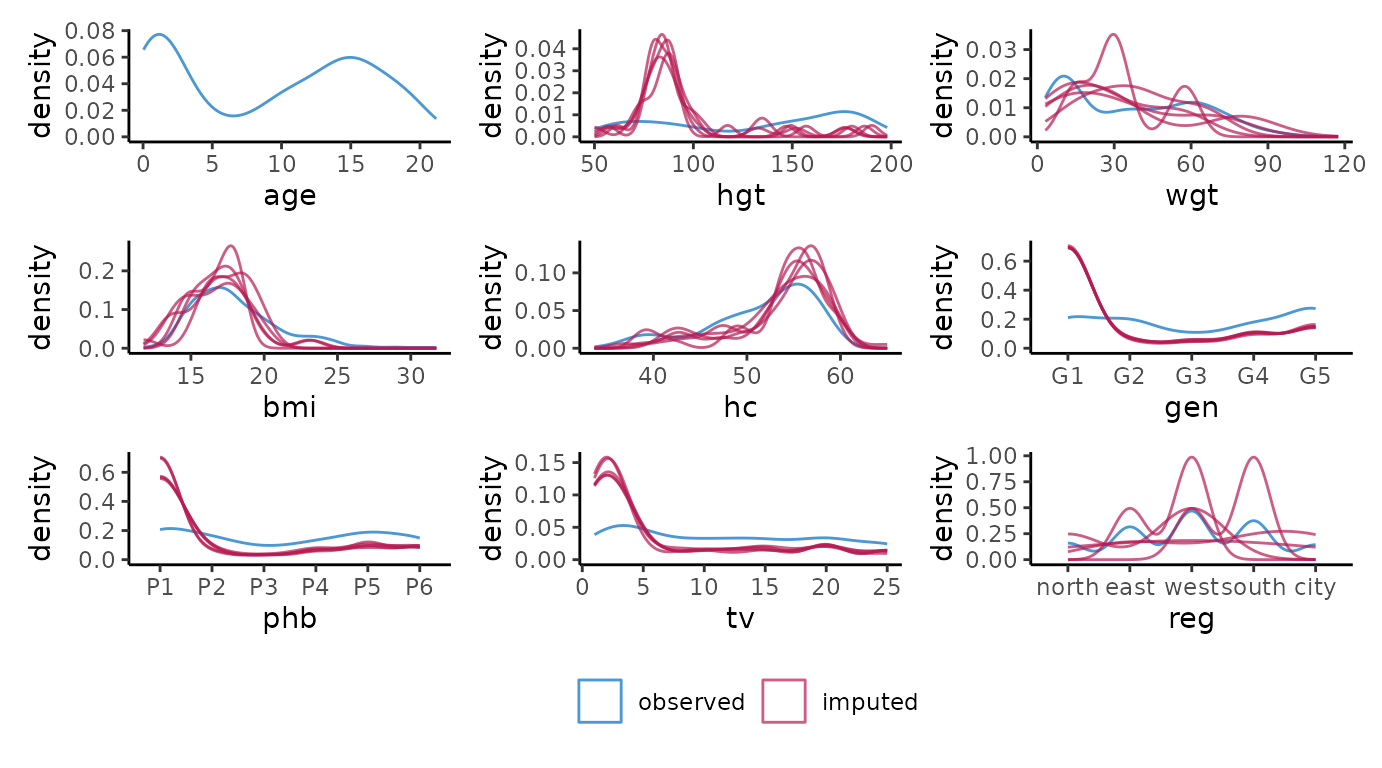 density
0.08
0.06
0.04
0.02
0.00
0 5 10 15 20
age
density
0.04
0.03
0.02
0.01
0.00
50 100 150 200
hgt
density
0.03
0.02
0.01
0.00
0 30 60 90 120
wgt
density
0.2
0.1
0.0
15 20 25 30
bmi
density
0.10
0.05
0.00
40 50 60
hc
density
0.6
0.4
0.2
0.0
G1 G2 G3 G4 G5
gen
density
0.6
0.4
0.2
0.0
P1 P2 P3 P4 P5 P6
phb
density
0.15
0.10
0.05
0.00
0 5 10 15 20 25
tv
density
1.00
0.75
0.50
0.25
0.00
north east west south city
reg
observed imputed